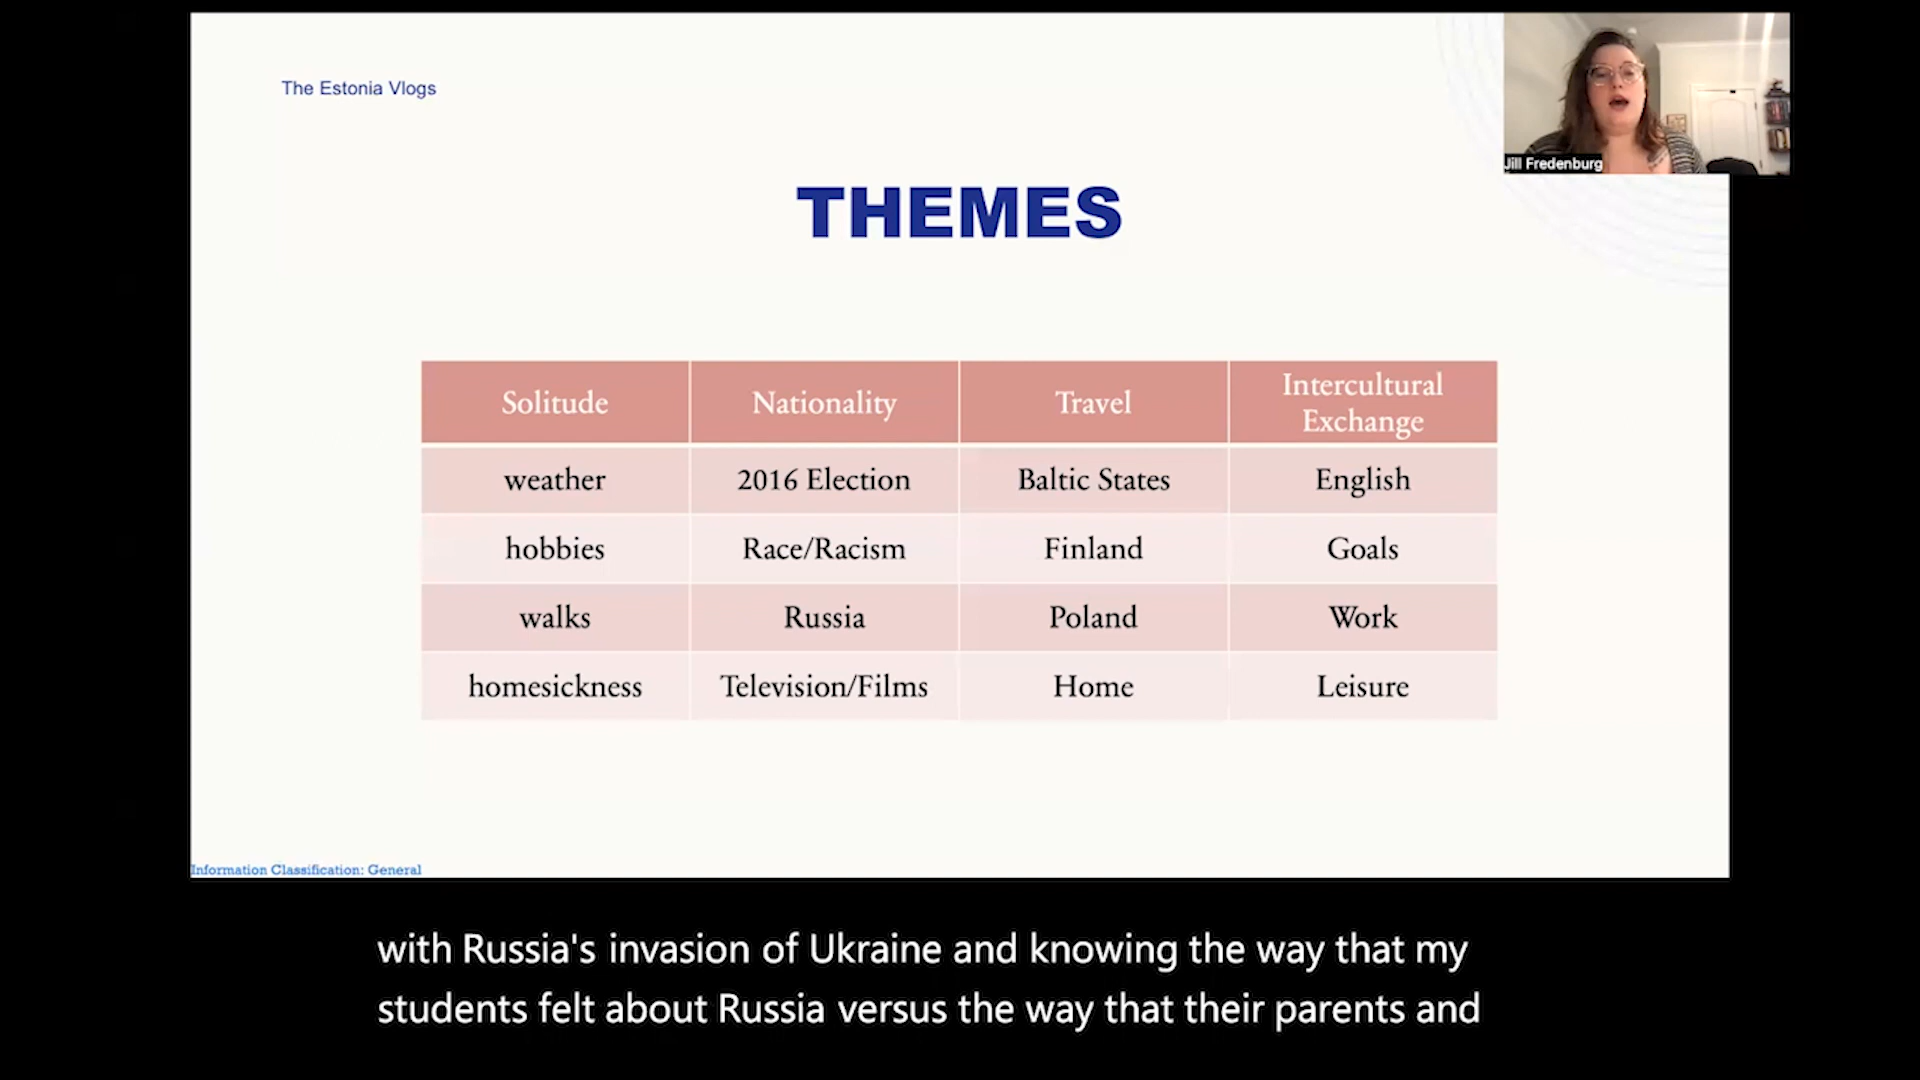 The Estonia Vlogs
Jill Fredenburg
THEMES
Solitude Nationality Travel Intercultural Exchange
weather 2016 Election Baltic States English
hobbies Race/Racism Finland Goals
walks Russia Poland Work
homesickness Television/Films Home Leisure
Information Classification: General
with Russia's invasion of Ukraine and knowing the way that my
students felt about Russia versus the way that their parents and